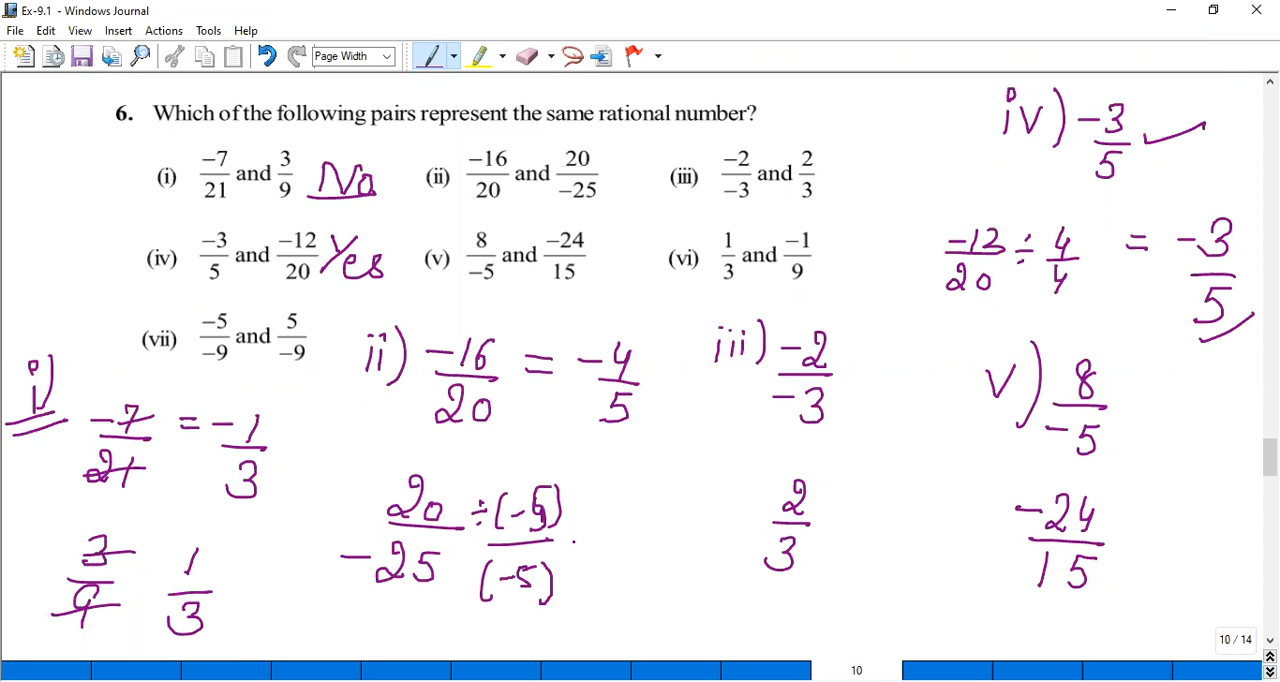 Ex-9.1 - Windows Journal
File Edit View Insert Actions Tools Help
Page Width
6. Which of the following pairs represent the same rational number?
(i) -7/21 and 3/9 No (ii) -16/20 and 20/-25 (iii) -2/-3 and 2/3
(iv) -3/5 and -12/20 Yes (v) 8/-5 and -24/15 (vi) 1/3 and -1/9
(vii) -5/-9 and 5/-9
i)
-7/21 = -1/3
3/9 1/3
ii) -16/20 = -4/5
20/-25 ÷ (-5)/(-5)
iii) -2/-3
2/3
iv) -3/5 ✓
-12/20 ÷ 4/4 = -3/5
v) 8/-5
-24/15
10 / 14
10